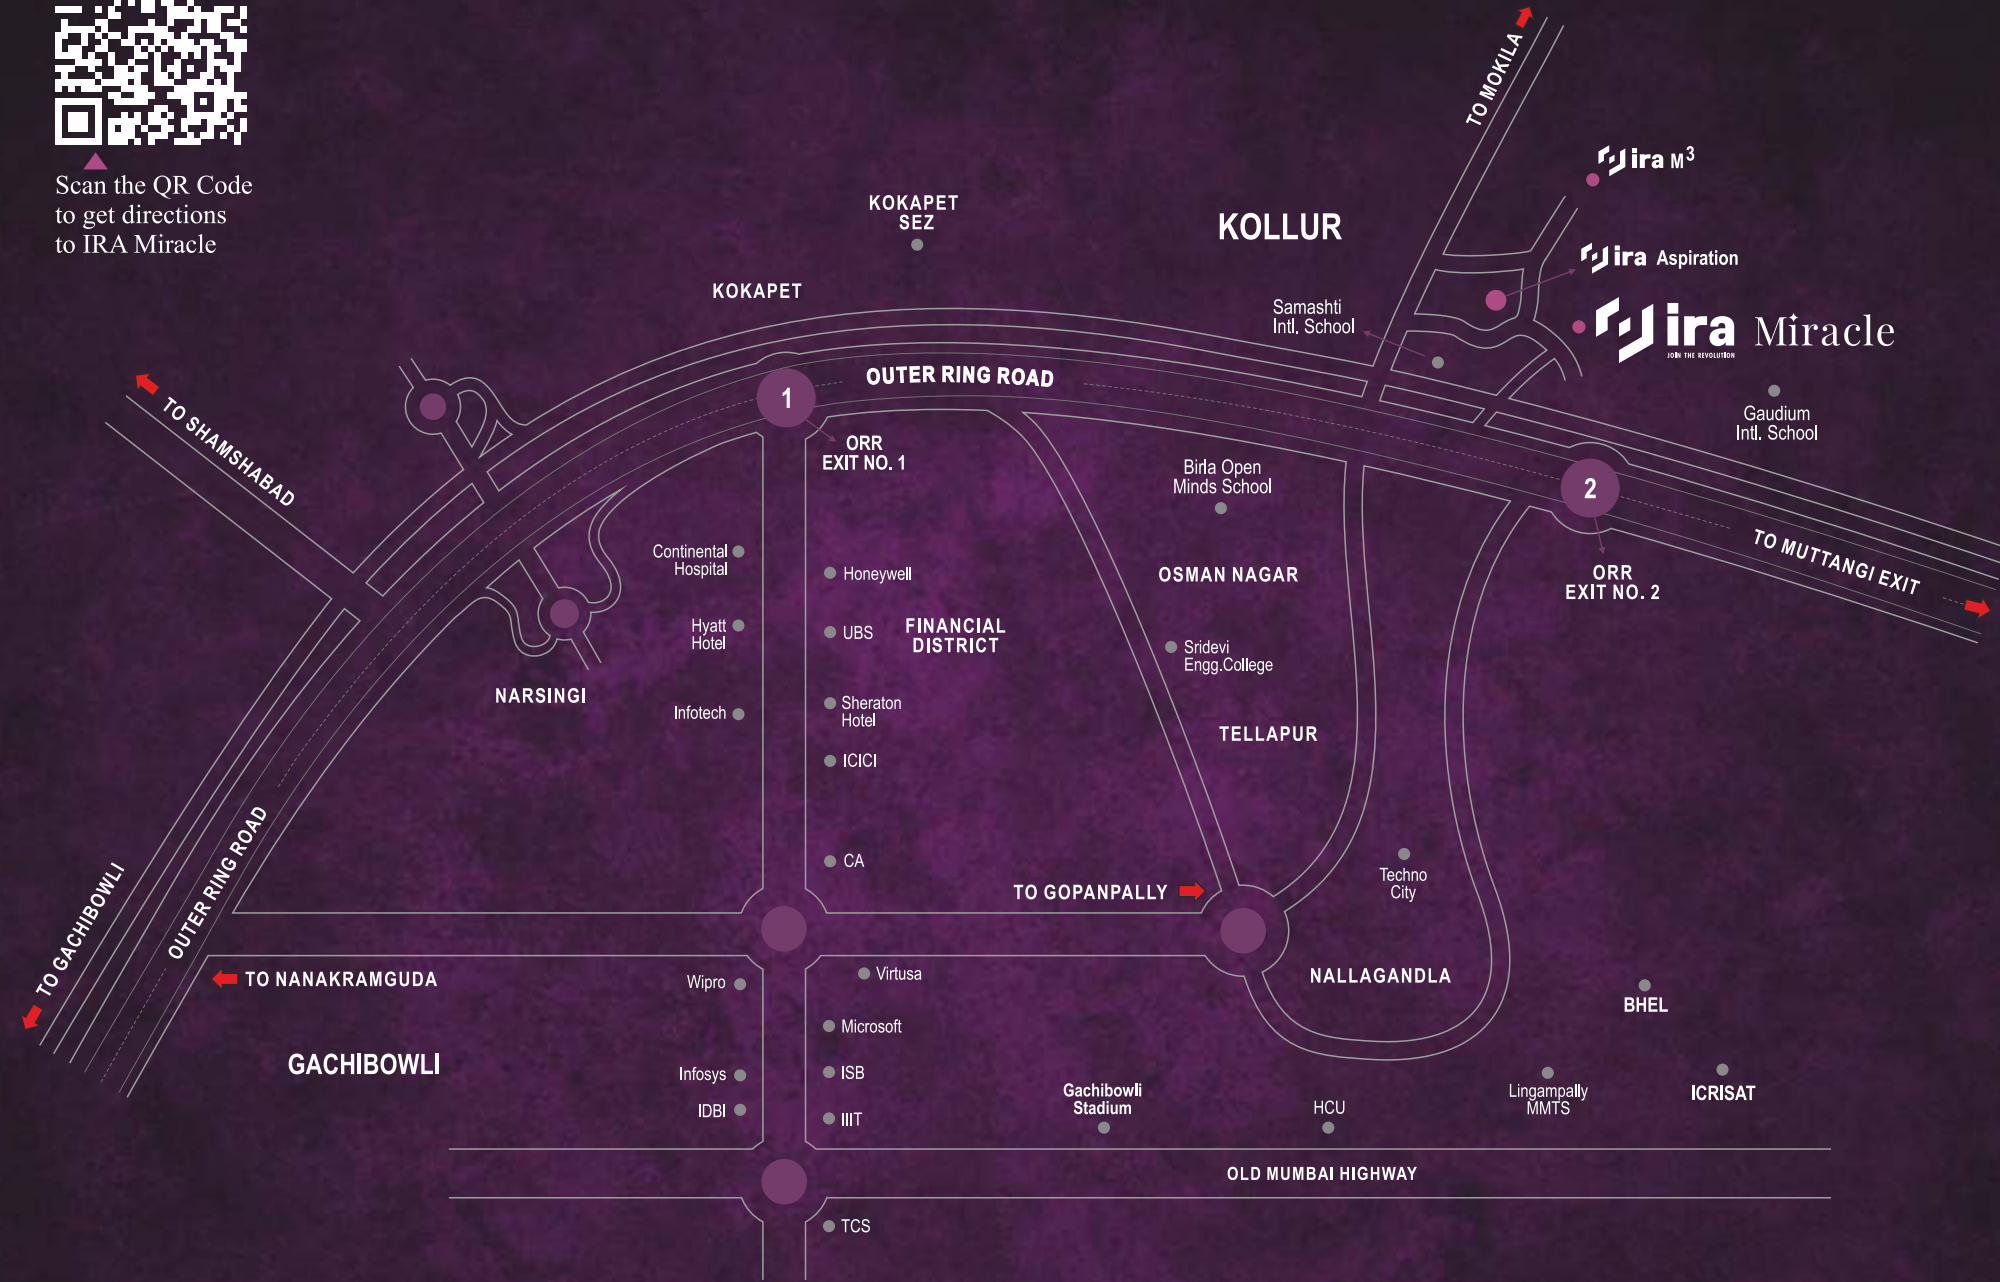 Scan the QR Code
to get directions
to IRA Miracle
TO MOKILA
ira M³
KOKAPET
SEZ
KOLLUR
ira Aspiration
KOKAPET
Samashti
Intl. School
ira
JOIN THE REVOLUTION
Miracle
OUTER RING ROAD
1
TO SHAMSHABAD
Gaudium
Intl. School
ORR
EXIT NO. 1
Birla Open
Minds School
2
TO MUTTANGI EXIT
Continental
Hospital
Honeywell
OSMAN NAGAR
ORR
EXIT NO. 2
Hyatt
Hotel
UBS
FINANCIAL
DISTRICT
Sridevi
Engg.College
NARSINGI
Infotech
Sheraton
Hotel
TELLAPUR
ICICI
CA
TO GOPANPALLY
Techno
City
OUTER RING ROAD
TO GACHIBOWLI
TO NANAKRAMGUDA
Wipro
Virtusa
NALLAGANDLA
BHEL
Microsoft
GACHIBOWLI
Infosys
ISB
IDBI
IIIT
Gachibowli
Stadium
HCU
Lingampally
MMTS
ICRISAT
OLD MUMBAI HIGHWAY
TCS